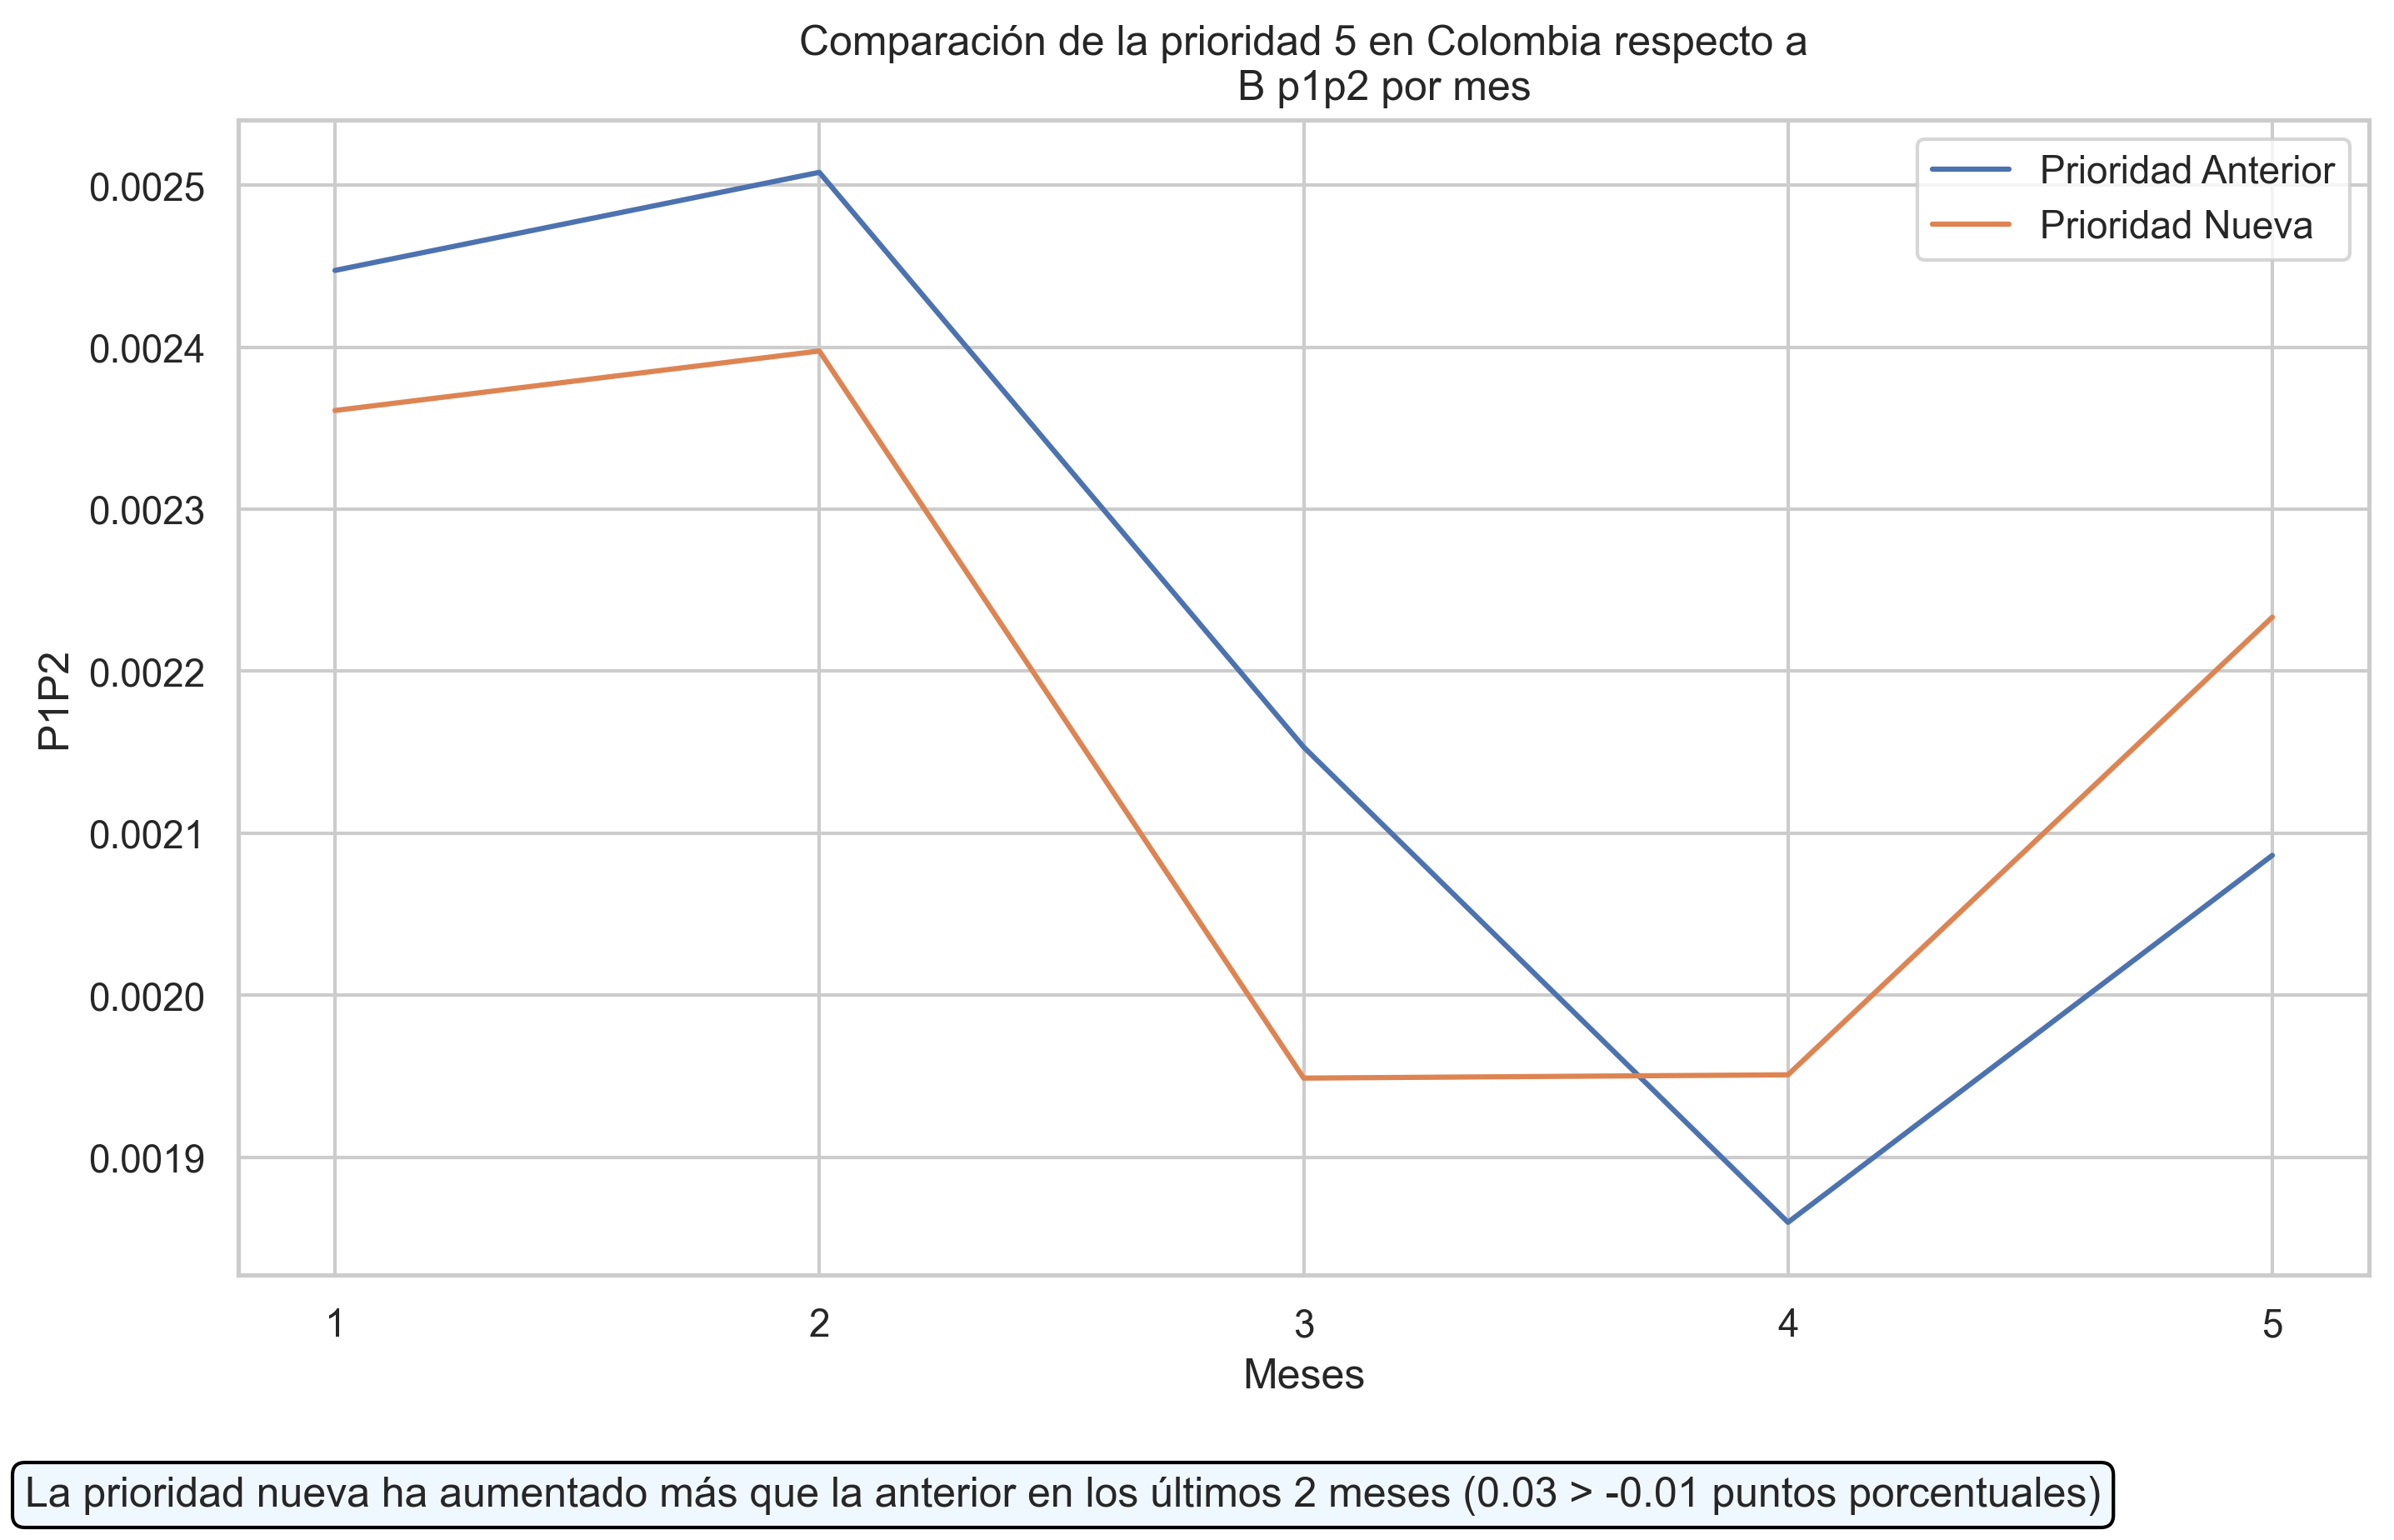 Comparación de la prioridad 5 en Colombia respecto a
B p1p2 por mes
Prioridad Anterior
Prioridad Nueva
0.0025
0.0024
0.0023
0.0022
0.0021
0.0020
0.0019
P1P2
1 2 3 4 5
Meses
La prioridad nueva ha aumentado más que la anterior en los últimos 2 meses (0.03 > -0.01 puntos porcentuales)